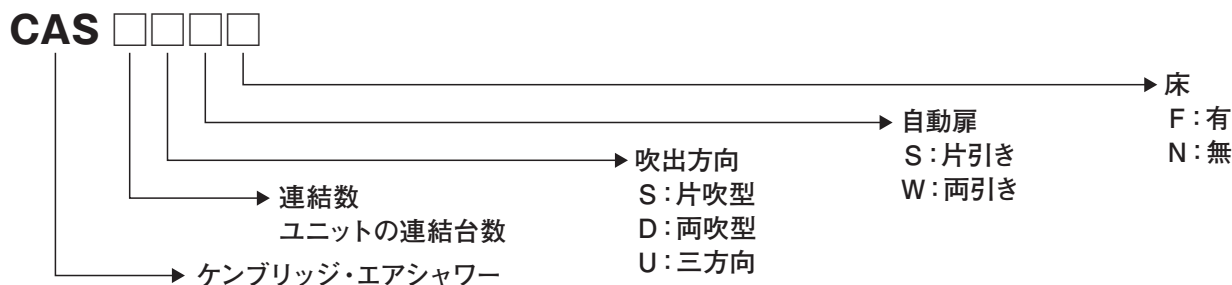 CAS □□□□
床
F：有
N：無
自動扉
S：片引き
W：両引き
吹出方向
S：片吹型
D：両吹型
U：三方向
連結数
ユニットの連結台数
ケンブリッジ・エアシャワー